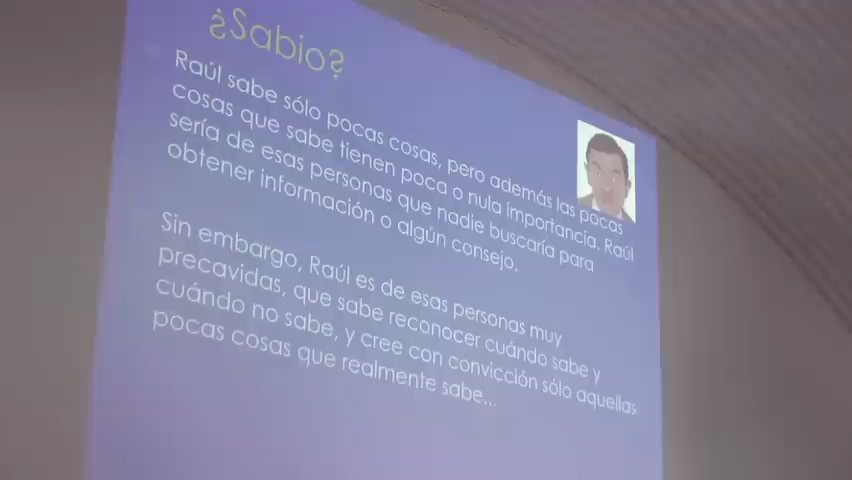 ¿Sabio?
Raúl sabe sólo pocas cosas, pero además las pocas
cosas que sabe tienen poca o nula importancia. Raúl
sería de esas personas que nadie buscaría para
obtener información o algún consejo.
Sin embargo, Raúl es de esas personas muy
precavidas, que sabe reconocer cuándo sabe y
cuándo no sabe, y cree con convicción sólo aquellas
pocas cosas que realmente sabe...